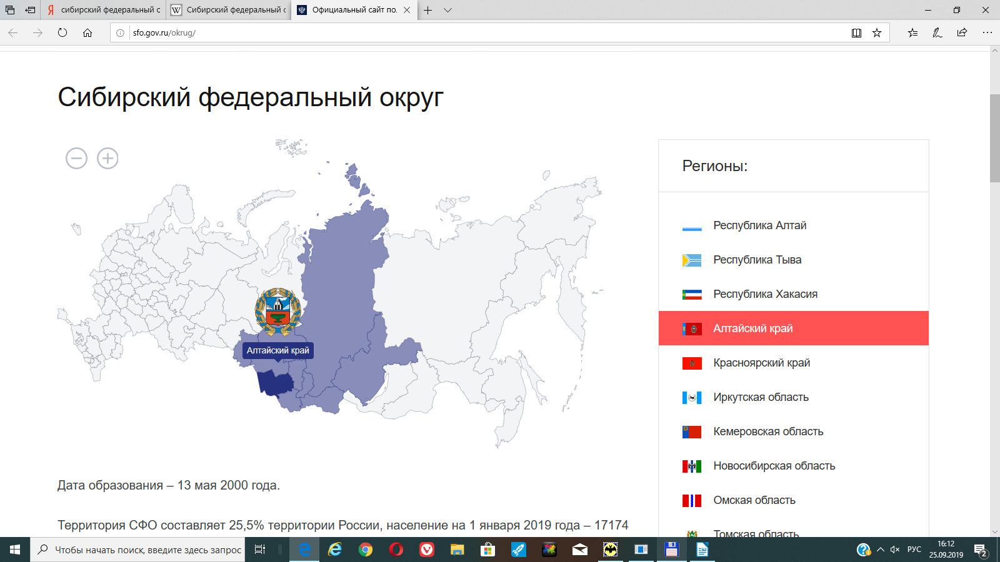 сибирский федеральный с
Сибирский федеральный о
Официальный сайт по
sfo.gov.ru/okrug/
Сибирский федеральный округ
Регионы:
Республика Алтай
Республика Тыва
Республика Хакасия
Алтайский край
Алтайский край
Красноярский край
Иркутская область
Кемеровская область
Новосибирская область
Омская область
Томская область
Дата образования – 13 мая 2000 года.
Территория СФО составляет 25,5% территории России, население на 1 января 2019 года – 17174
Чтобы начать поиск, введите здесь запрос
РУС
16:12
25.09.2019
2